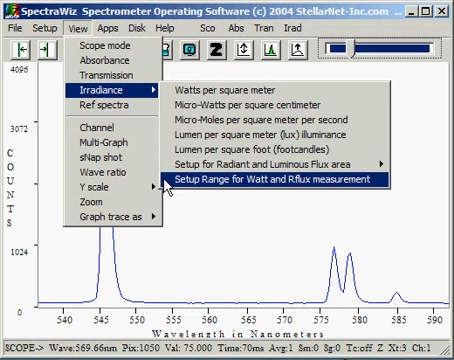 SpectraWiz Spectrometer Operating Software (c) 2004 StellarNet-Inc.com
File Setup View Apps Disk Help Sco Abs Tran Irad
Scope mode
Absorbance
Transmission
Irradiance
Ref spectra
Channel
Multi-Graph
sNap shot
Wave ratio
Y scale
Zoom
Graph trace as
Watts per square meter
Micro-Watts per square centimeter
Micro-Moles per square meter per second
Lumen per square meter (lux) illuminance
Lumen per square foot (footcandles)
Setup for Radiant and Luminous Flux area
Setup Range for Watt and Rflux measurement
4096
3072
COUNTS
1024
0
540 545 550 555 560 565 570 575 580 585 590
Wavelength in Nanometers
SCOPE-> Wave:569.66nm Pix:1050 Val: 75.000 Time:70ms Avg:1 Sm:0 Sg:0 Tc:off Z Xt:3 Ch:1